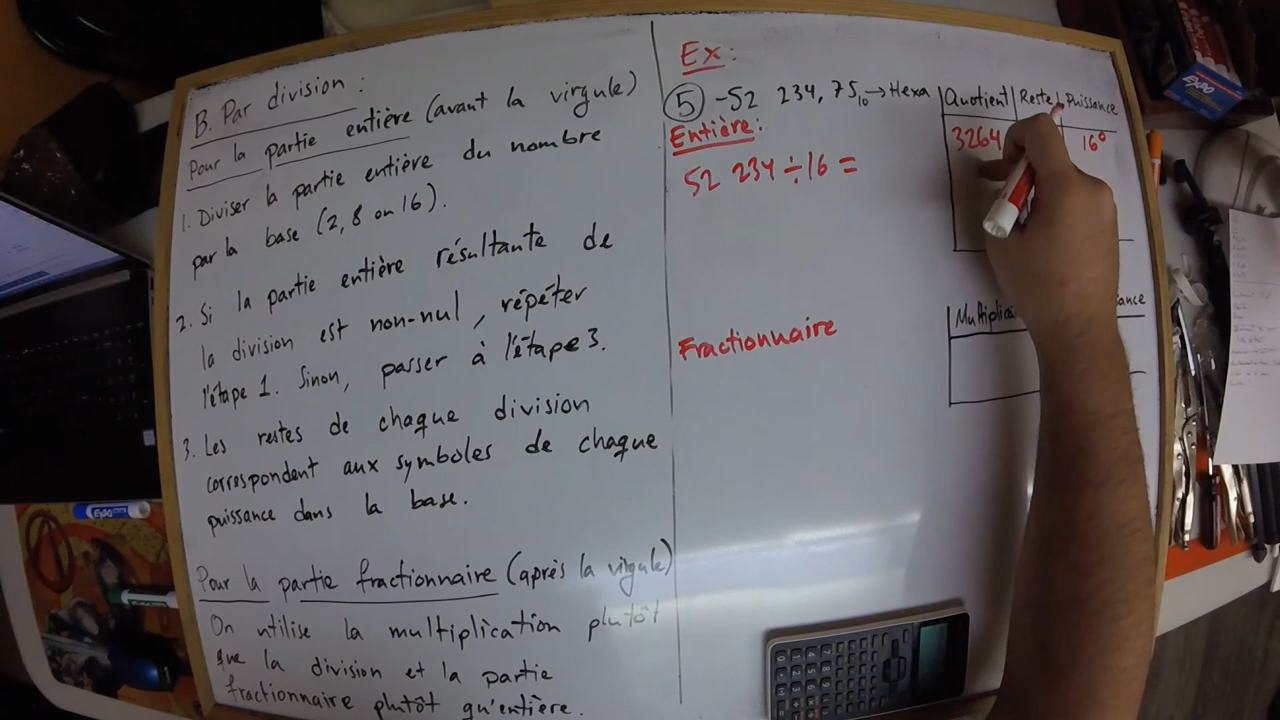 B. Par division :
Pour la partie entière (avant la virgule)
1. Diviser la partie entière du nombre
par la base (2, 8 ou 16).
2. Si la partie entière résultante de
la division est non-nul, répéter
l'étape 1. Sinon, passer à l'étape 3.
3. Les restes de chaque division
correspondent aux symboles de chaque
puissance dans la base.
Pour la partie fractionnaire (après la virgule)
On utilise la multiplication plutôt
que la division et la partie
fractionnaire plutôt qu'entière.
Ex :
5 -52 234,75₁₀ → Hexa
Entière :
52 234 ÷ 16 =
Fractionnaire
Quotient Reste Puissance
3264 16⁰
EXPO
EXPO